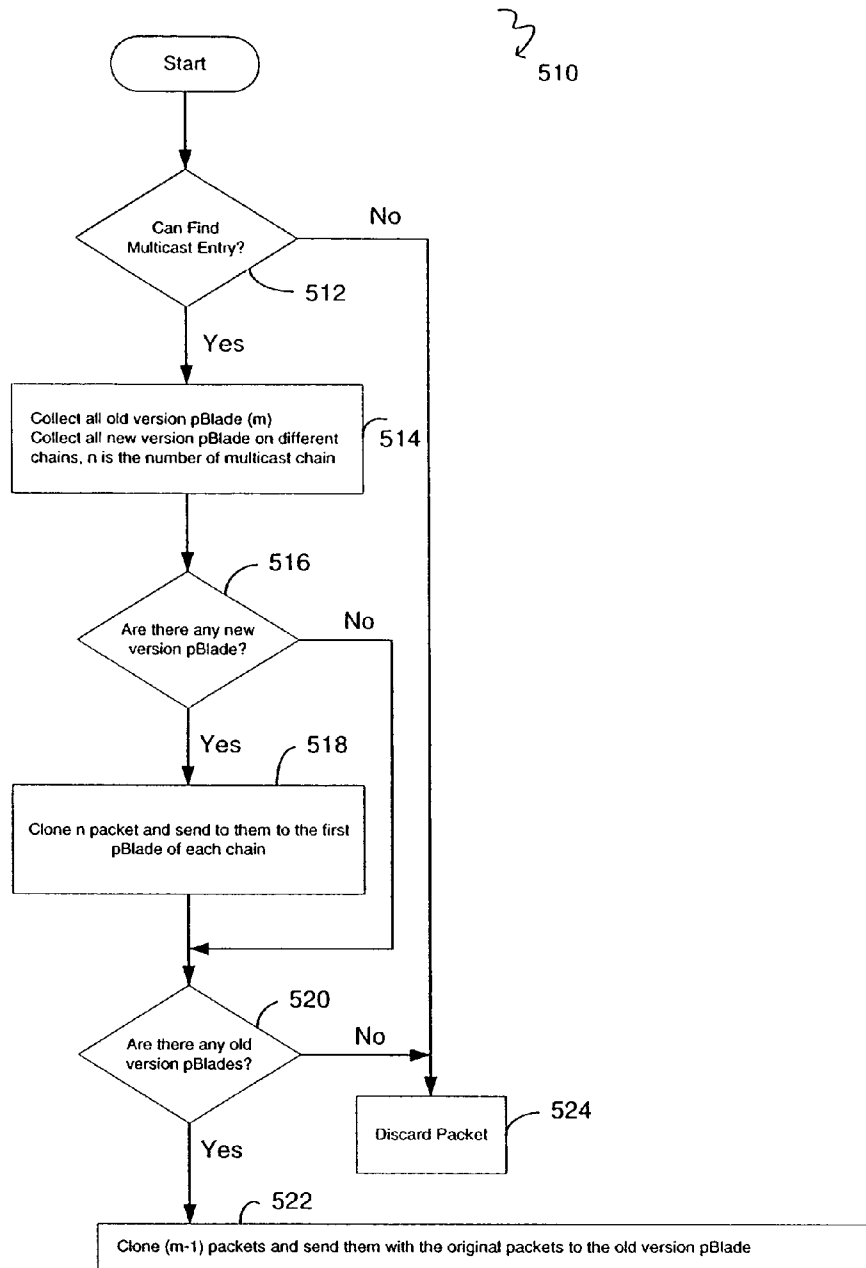 Start
510
Can Find
Multicast Entry?
No
512
Yes
Collect all old version pBlade (m)
Collect all new version pBlade on different
chains, n is the number of multicast chain
514
516
Are there any new
version pBlade?
No
Yes
518
Clone n packet and send to them to the first
pBlade of each chain
520
Are there any old
version pBlades?
No
524
Discard Packet
Yes
522
Clone (m-1) packets and send them with the original packets to the old version pBlade